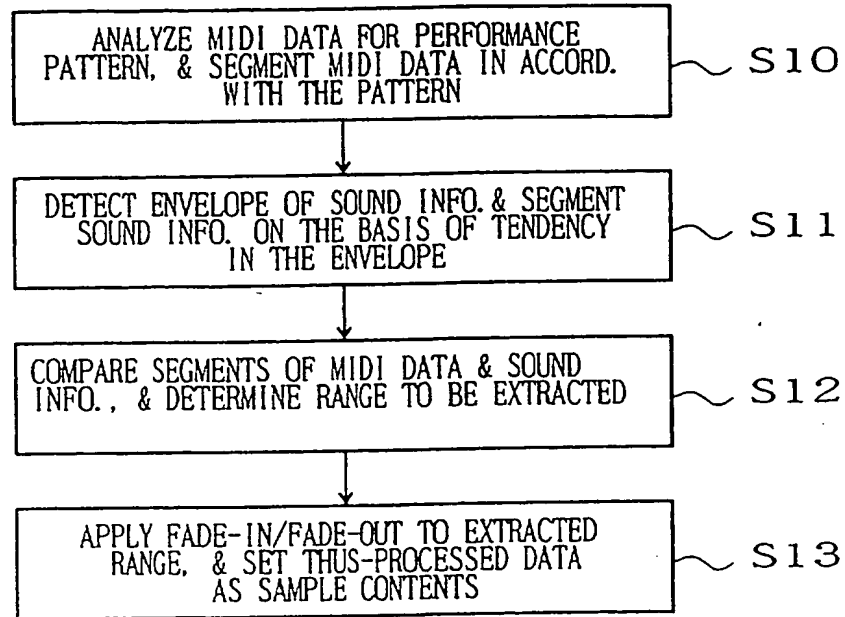 ANALYZE MIDI DATA FOR PERFORMANCE
PATTERN, & SEGMENT MIDI DATA IN ACCORD.
WITH THE PATTERN
S10
DETECT ENVELOPE OF SOUND INFO. & SEGMENT
SOUND INFO. ON THE BASIS OF TENDENCY
IN THE ENVELOPE
S11
COMPARE SEGMENTS OF MIDI DATA & SOUND
INFO., & DETERMINE RANGE TO BE EXTRACTED
S12
APPLY FADE-IN/FADE-OUT TO EXTRACTED
RANGE, & SET THUS-PROCESSED DATA
AS SAMPLE CONTENTS
S13